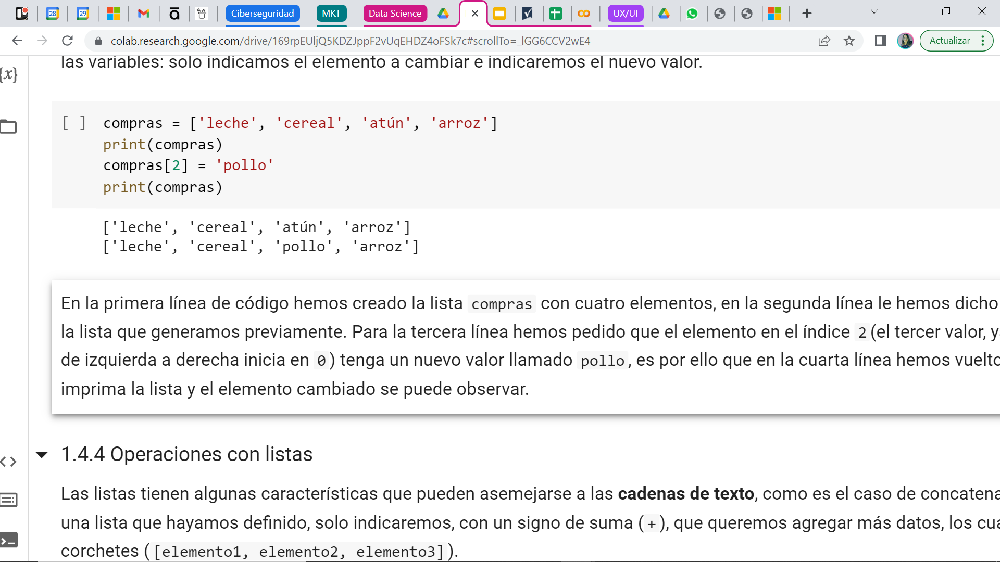 28
29
ā
Ciberseguridad
MKT
Data Science
UX/UI
colab.research.google.com/drive/169rpEUljQ5KDZJppF2vUqEHDZ4oFSk7c#scrollTo=_lGG6CCV2wE4
Actualizar
las variables: solo indicamos el elemento a cambiar e indicaremos el nuevo valor.
{x}
[ ] compras = ['leche', 'cereal', 'atún', 'arroz']
print(compras)
compras[2] = 'pollo'
print(compras)
['leche', 'cereal', 'atún', 'arroz']
['leche', 'cereal', 'pollo', 'arroz']
En la primera línea de código hemos creado la lista compras con cuatro elementos, en la segunda línea le hemos dicho
la lista que generamos previamente. Para la tercera línea hemos pedido que el elemento en el índice 2 (el tercer valor, y
de izquierda a derecha inicia en 0 ) tenga un nuevo valor llamado pollo , es por ello que en la cuarta línea hemos vuelto
imprima la lista y el elemento cambiado se puede observar.
1.4.4 Operaciones con listas
Las listas tienen algunas características que pueden asemejarse a las cadenas de texto, como es el caso de concatena
una lista que hayamos definido, solo indicaremos, con un signo de suma ( + ), que queremos agregar más datos, los cua
corchetes ( [elemento1, elemento2, elemento3] ).